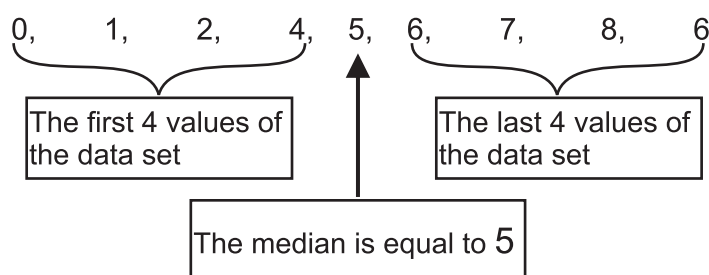 0, 1, 2, 4, 5, 6, 7, 8, 6
The first 4 values of
the data set
The last 4 values of
the data set
The median is equal to 5